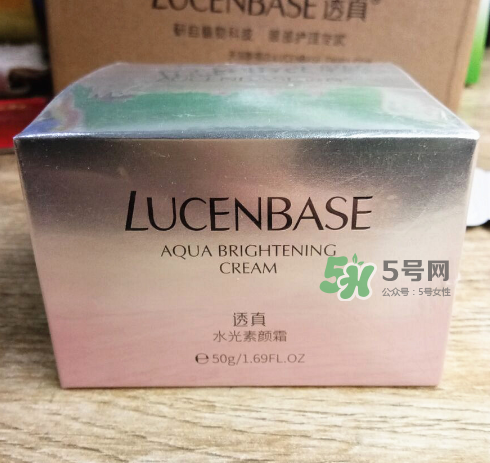 LUCENBASE 透真®
LUCENBASE
AQUA BRIGHTENING
CREAM
透真
水光素颜霜
℮50g/1.69FL.OZ
5号网
公众号：5号女性